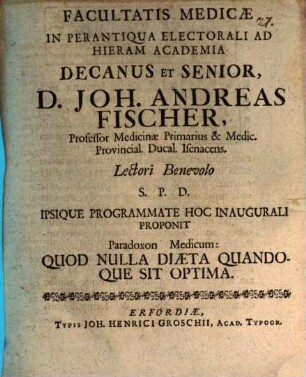 27.
FACULTATIS MEDICÆ
IN PERANTIQUA ELECTORALI AD
HIERAM ACADEMIA
DECANUS ET SENIOR,
D. JOH. ANDREAS
FISCHER,
Professor Medicinæ Primarius & Medic.
Provincial. Ducal. Isenacens.
Lectori Benevolo
S. P. D.
IPSIQUE PROGRAMMATE HOC INAUGURALI
PROPONIT
Paradoxon Medicum:
QUOD NULLA DIÆTA QUANDO-
QUE SIT OPTIMA.
ERFORDIÆ,
TYPIS JOH. HENRICI GROSCHII, ACAD. TYPOGR.